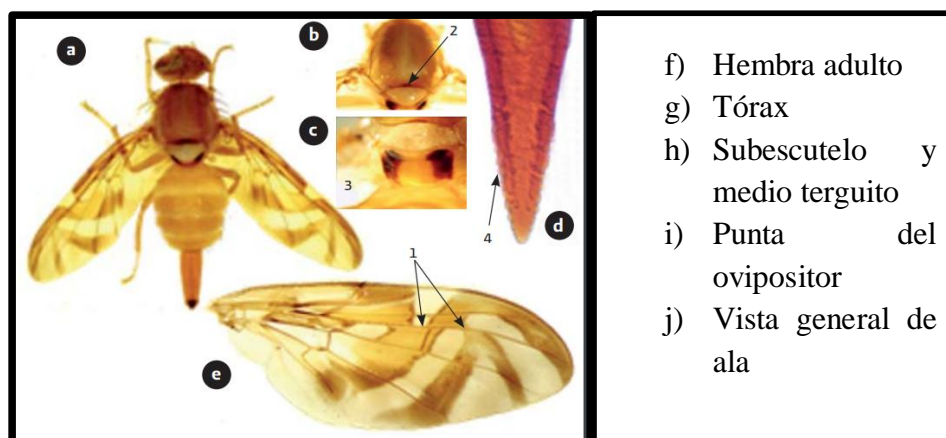 a
b
2
c
3
4
d
1
e
f) Hembra adulto
g) Tórax
h) Subescutelo y
medio terguito
i) Punta del
ovipositor
j) Vista general de
ala